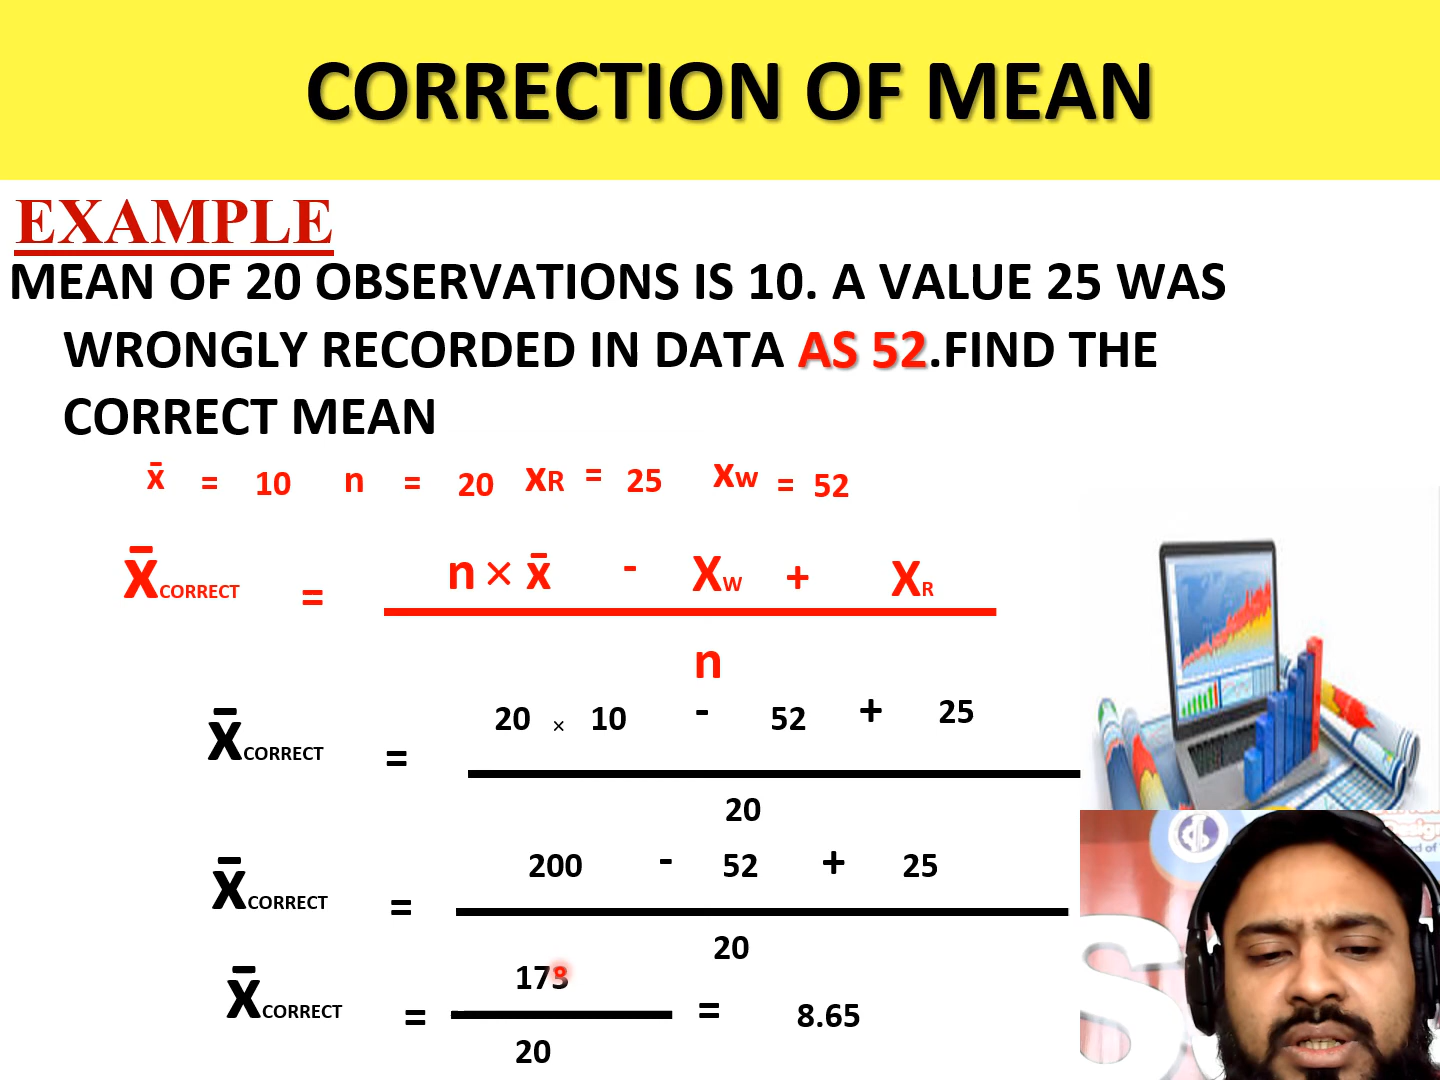 CORRECTION OF MEAN
EXAMPLE
MEAN OF 20 OBSERVATIONS IS 10. A VALUE 25 WAS
WRONGLY RECORDED IN DATA AS 52.FIND THE
CORRECT MEAN
x̄ = 10 n = 20 xR = 25 xw = 52
x̄CORRECT = n × x̄ - XW + XR
n
x̄CORRECT = 20 × 10 - 52 + 25
20
x̄CORRECT = 200 - 52 + 25
20
x̄CORRECT = 173 = 8.65
20